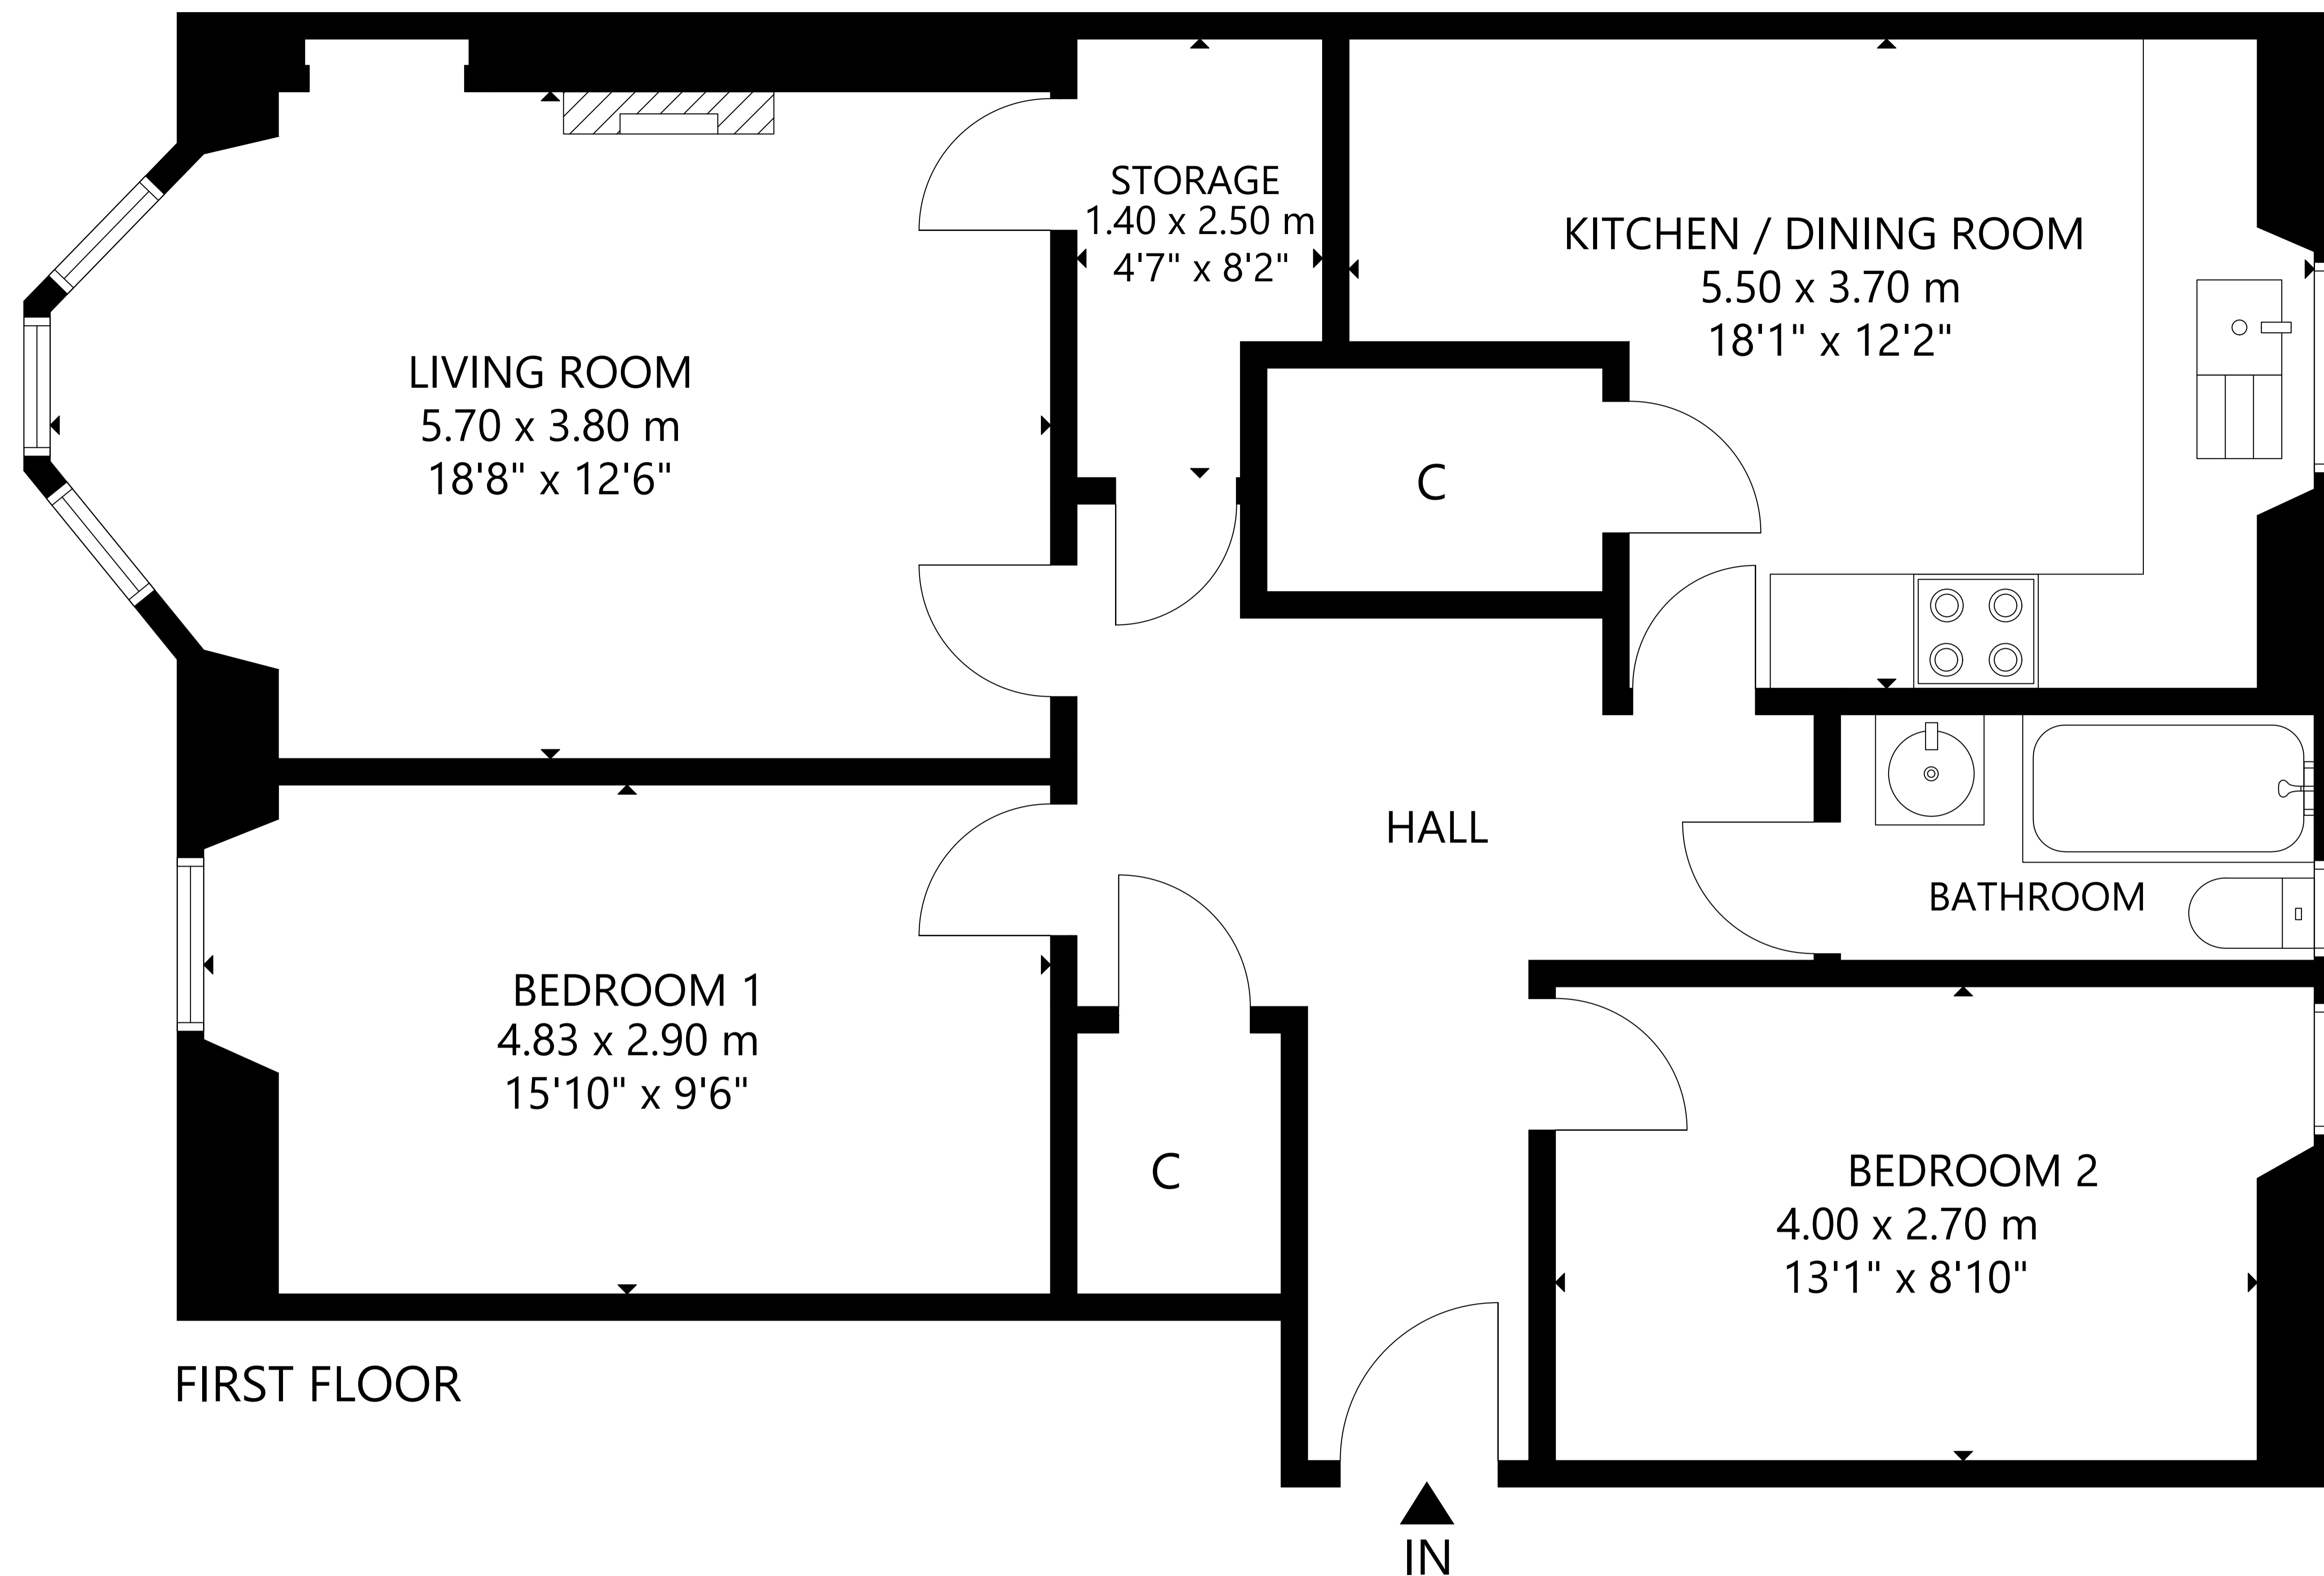 STORAGE
1.40 x 2.50 m
4'7" x 8'2"
KITCHEN / DINING ROOM
5.50 x 3.70 m
18'1" x 12'2"
LIVING ROOM
5.70 x 3.80 m
18'8" x 12'6"
C
HALL
BATHROOM
BEDROOM 1
4.83 x 2.90 m
15'10" x 9'6"
C
BEDROOM 2
4.00 x 2.70 m
13'1" x 8'10"
FIRST FLOOR
IN